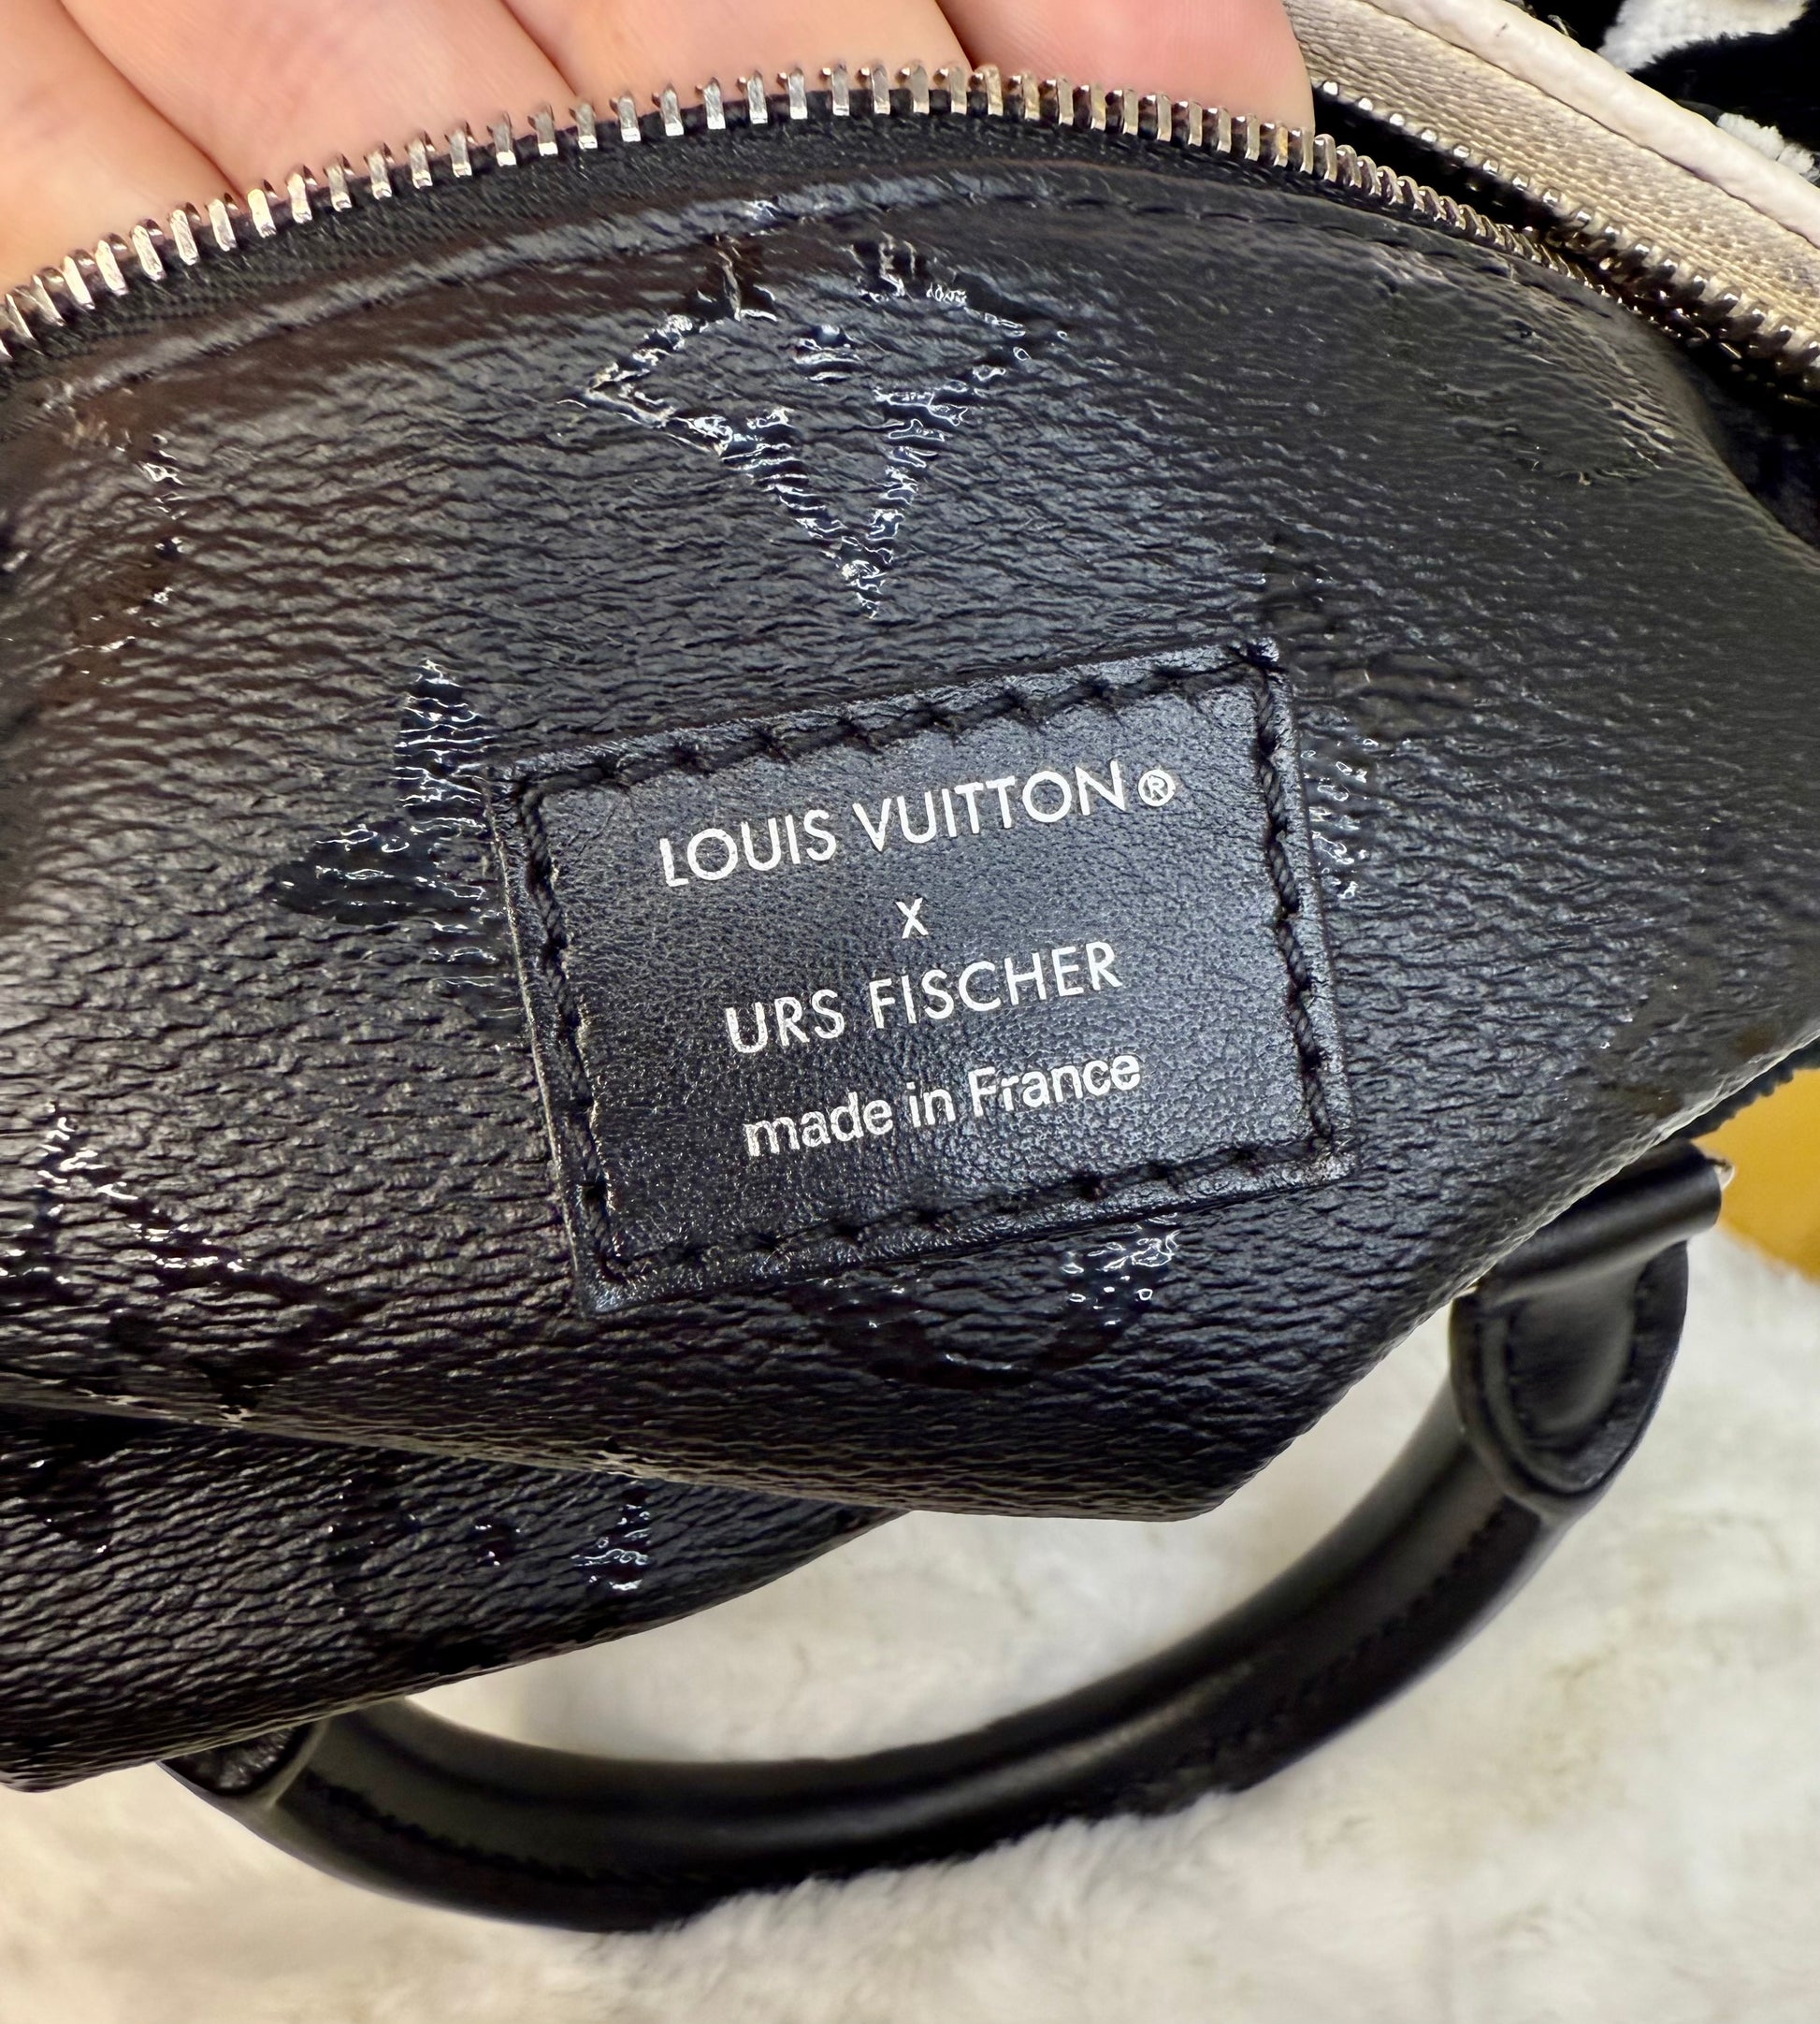 LOUIS VUITTON®
x
URS FISCHER
made in France